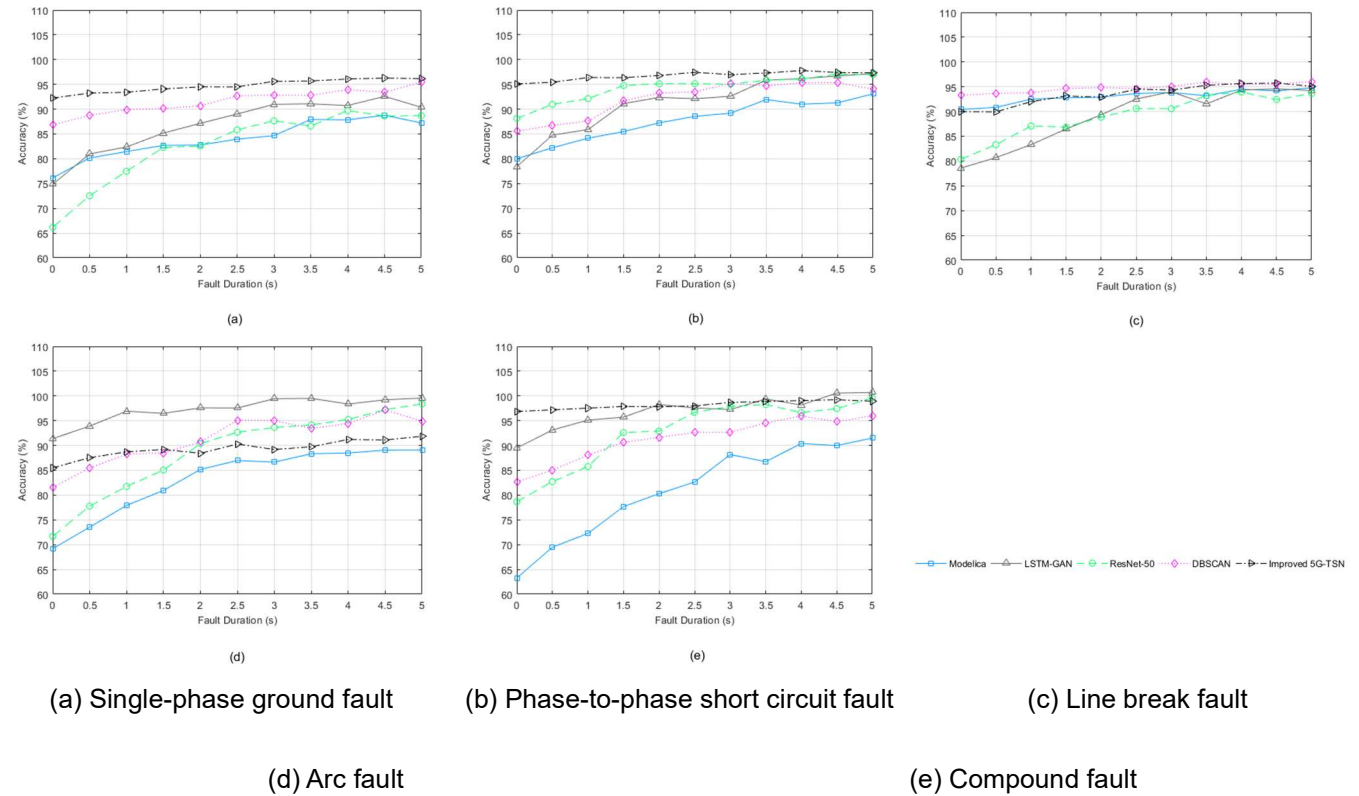 110
105
100
95
90
85
80
75
70
65
60
Accuracy (%)
0 0.5 1 1.5 2 2.5 3 3.5 4 4.5 5
Fault Duration (s)
(a)
110
105
100
95
90
85
80
75
70
65
60
Accuracy (%)
0 0.5 1 1.5 2 2.5 3 3.5 4 4.5 5
Fault Duration (s)
(b)
110
105
100
95
90
85
80
75
70
65
60
Accuracy (%)
0 0.5 1 1.5 2 2.5 3 3.5 4 4.5 5
Fault Duration (s)
(c)
110
105
100
95
90
85
80
75
70
65
60
Accuracy (%)
0 0.5 1 1.5 2 2.5 3 3.5 4 4.5 5
Fault Duration (s)
(d)
110
105
100
95
90
85
80
75
70
65
60
Accuracy (%)
0 0.5 1 1.5 2 2.5 3 3.5 4 4.5 5
Fault Duration (s)
(e)
Modelica LSTM-GAN ResNet-50 DBSCAN Improved 5G-TSN
(a) Single-phase ground fault (b) Phase-to-phase short circuit fault (c) Line break fault
(d) Arc fault (e) Compound fault